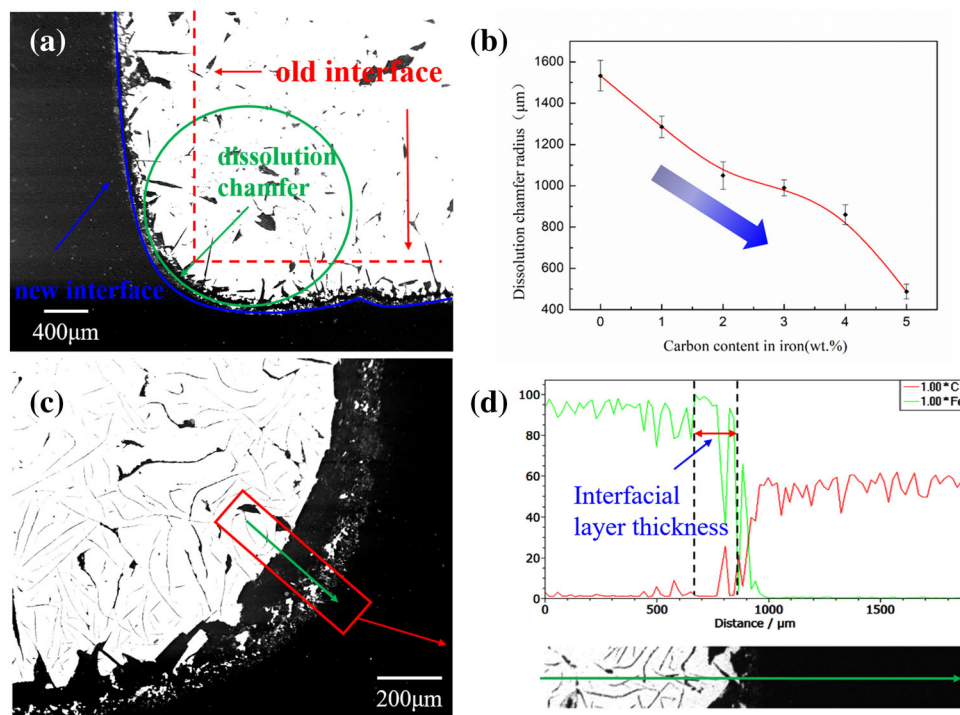 (a)
old interface
dissolution
chamfer
new interface
400μm
(b)
1600
1400
1200
1000
800
600
400
Dissolution chamfer radius (μm)
0 1 2 3 4 5
Carbon content in iron(wt.%)
(c)
200μm
(d)
1.00 * C
1.00 * Fe
100
80
60
40
20
0
Interfacial
layer thickness
0 500 1000 1500
Distance / μm